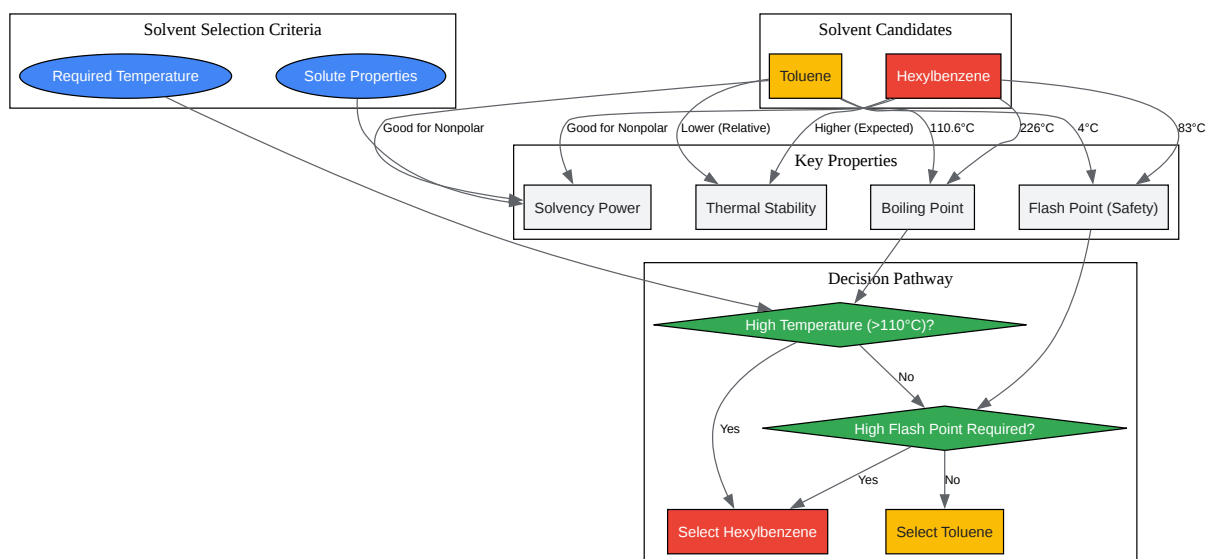 Solvent Selection Criteria
Solvent Candidates
Required Temperature
Solute Properties
Toluene
Hexylbenzene
Good for Nonpolar
Good for Nonpolar
Lower (Relative)
Higher (Expected)
110.6°C
226°C
4°C
83°C
Key Properties
Solvency Power
Thermal Stability
Boiling Point
Flash Point (Safety)
Decision Pathway
High Temperature (>110°C)?
No
Yes
High Flash Point Required?
Yes
No
Select Hexylbenzene
Select Toluene